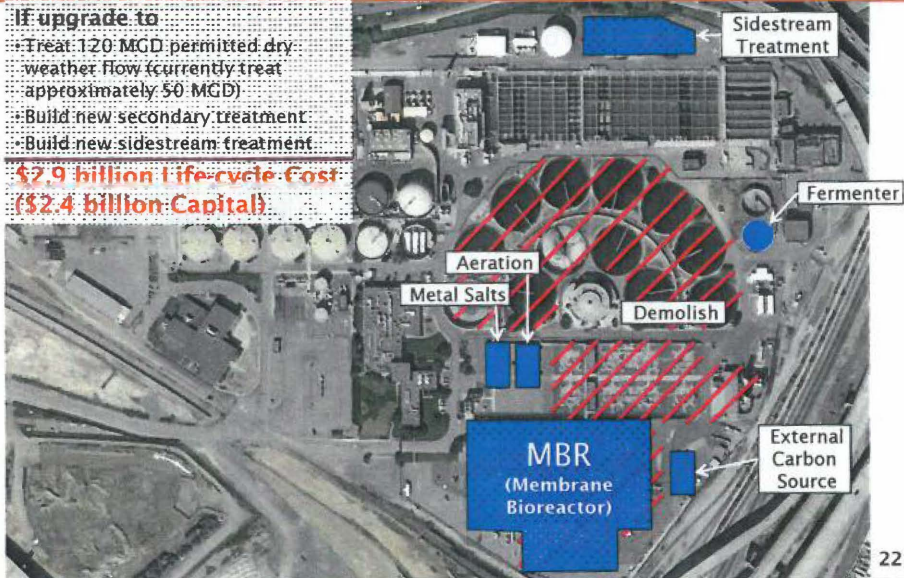 If upgrade to
• Treat 120 MGD permitted dry
weather flow (currently treat
approximately 50 MGD)
• Build new secondary treatment
• Build new sidestream treatment
$2.9 billion Life-cycle Cost
($2.4 billion Capital)
Sidestream
Treatment
Fermenter
Aeration
Metal Salts
Demolish
MBR
(Membrane
Bioreactor)
External
Carbon
Source
22